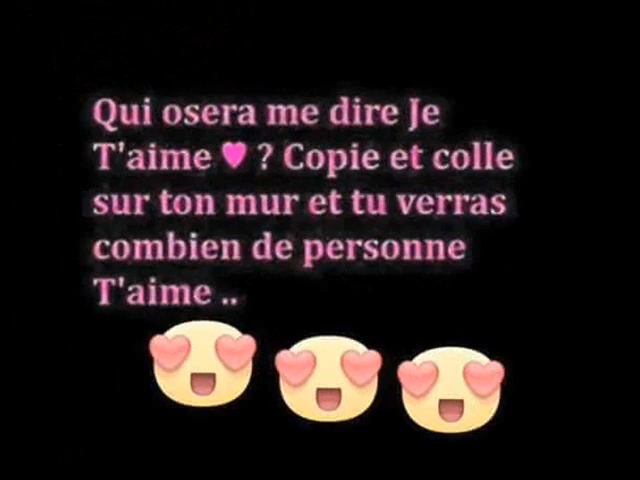 Qui osera me dire Je
T'aime ♥ ? Copie et colle
sur ton mur et tu verras
combien de personne
T'aime ..